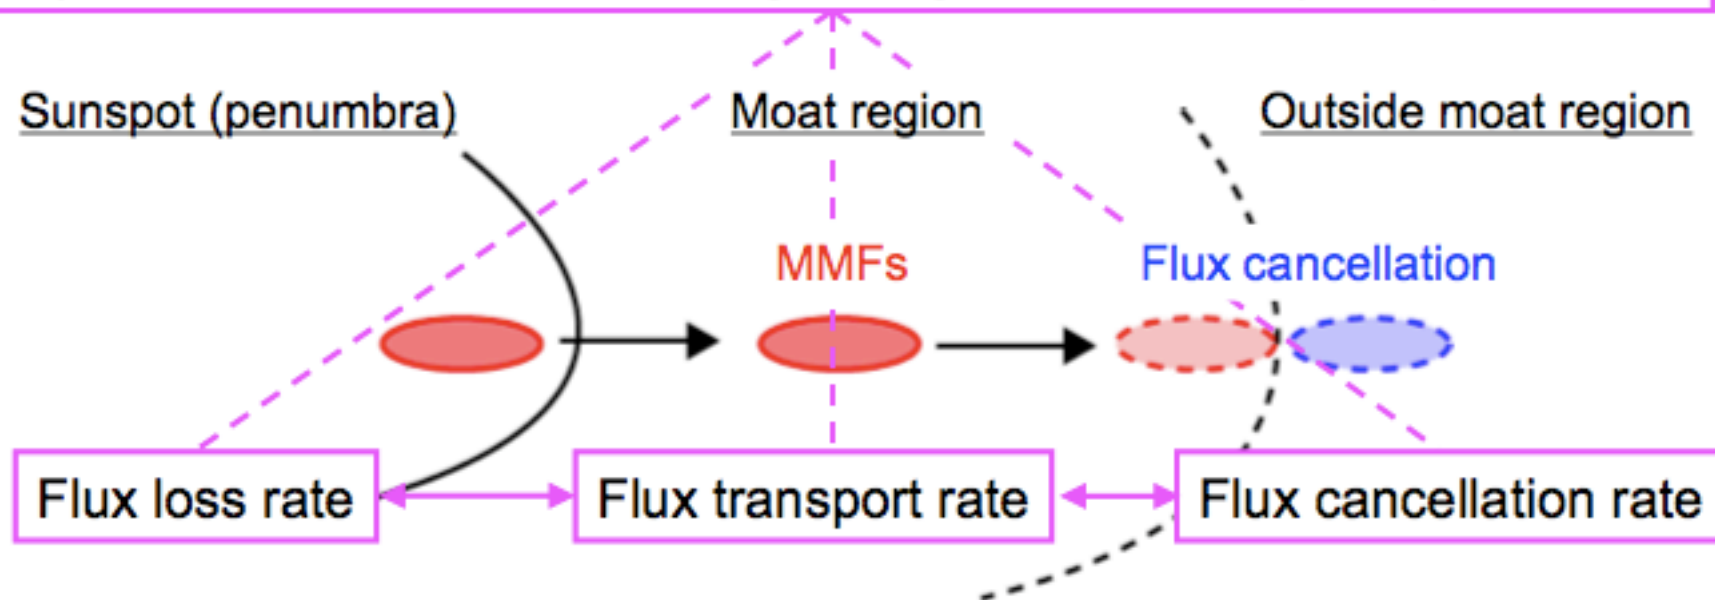 Sunspot (penumbra)
Moat region
Outside moat region
MMFs
Flux cancellation
Flux loss rate
Flux transport rate
Flux cancellation rate